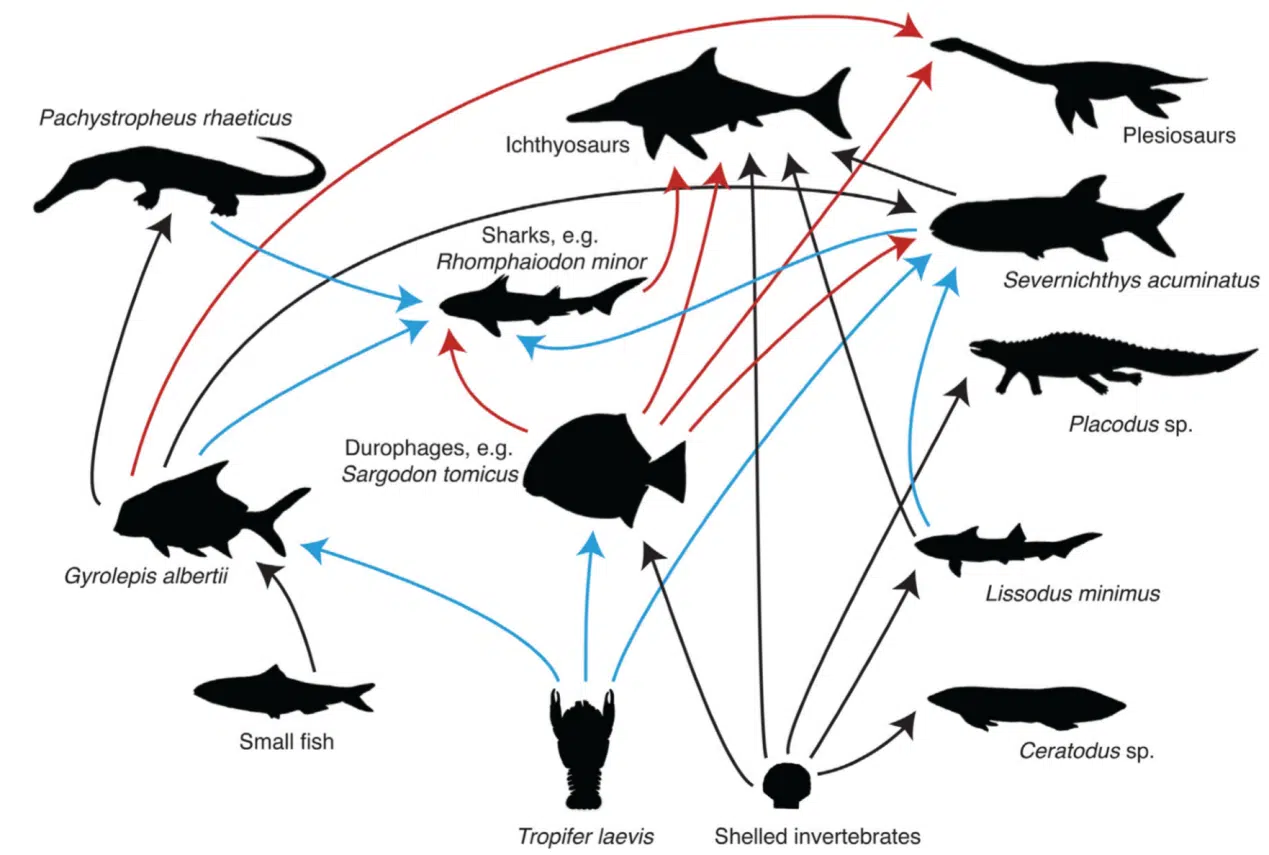 Pachystropheus rhaeticus
Ichthyosaurs
Plesiosaurs
Sharks, e.g.
Rhomphaiodon minor
Severnichthys acuminatus
Placodus sp.
Durophages, e.g.
Sargodon tomicus
Gyrolepis albertii
Lissodus minimus
Small fish
Ceratodus sp.
Tropifer laevis
Shelled invertebrates